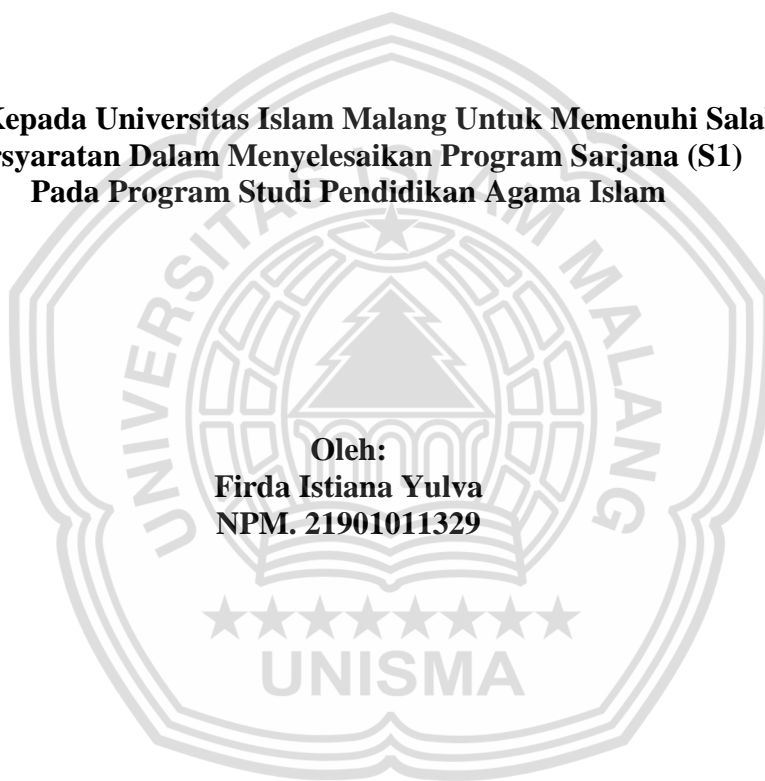 Kepada Universitas Islam Malang Untuk Memenuhi
Dalam Menyelesaikan Program Sarjana (S1)
Pada Program Studi Pendidikan Agama Islam
UNIVERSITAS ISLAM MALANG
Oleh:
Firda Istiana Yulva
NPM. 21901011329
UNISMA